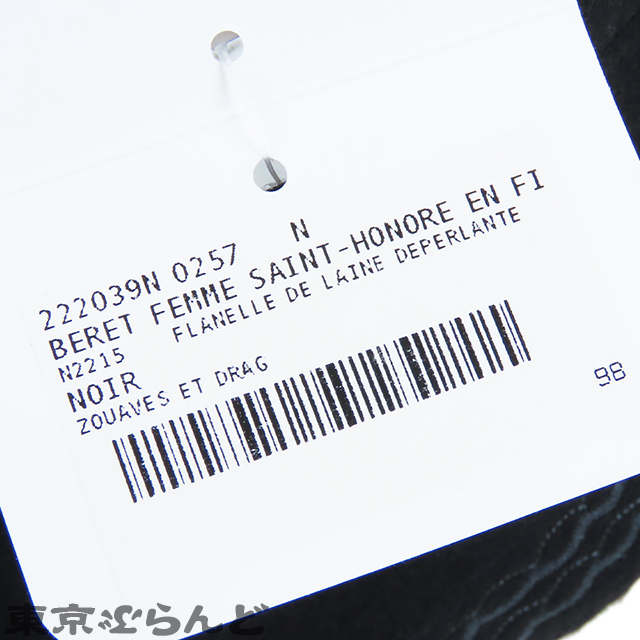 222039N 0257 N
BERET FEMME SAINT-HONORE EN FI
N2215 FLANELLE DE LAINE DEPERLANTE
NOIR
ZOUAVES ET DRAG
98
東京ぶらんど